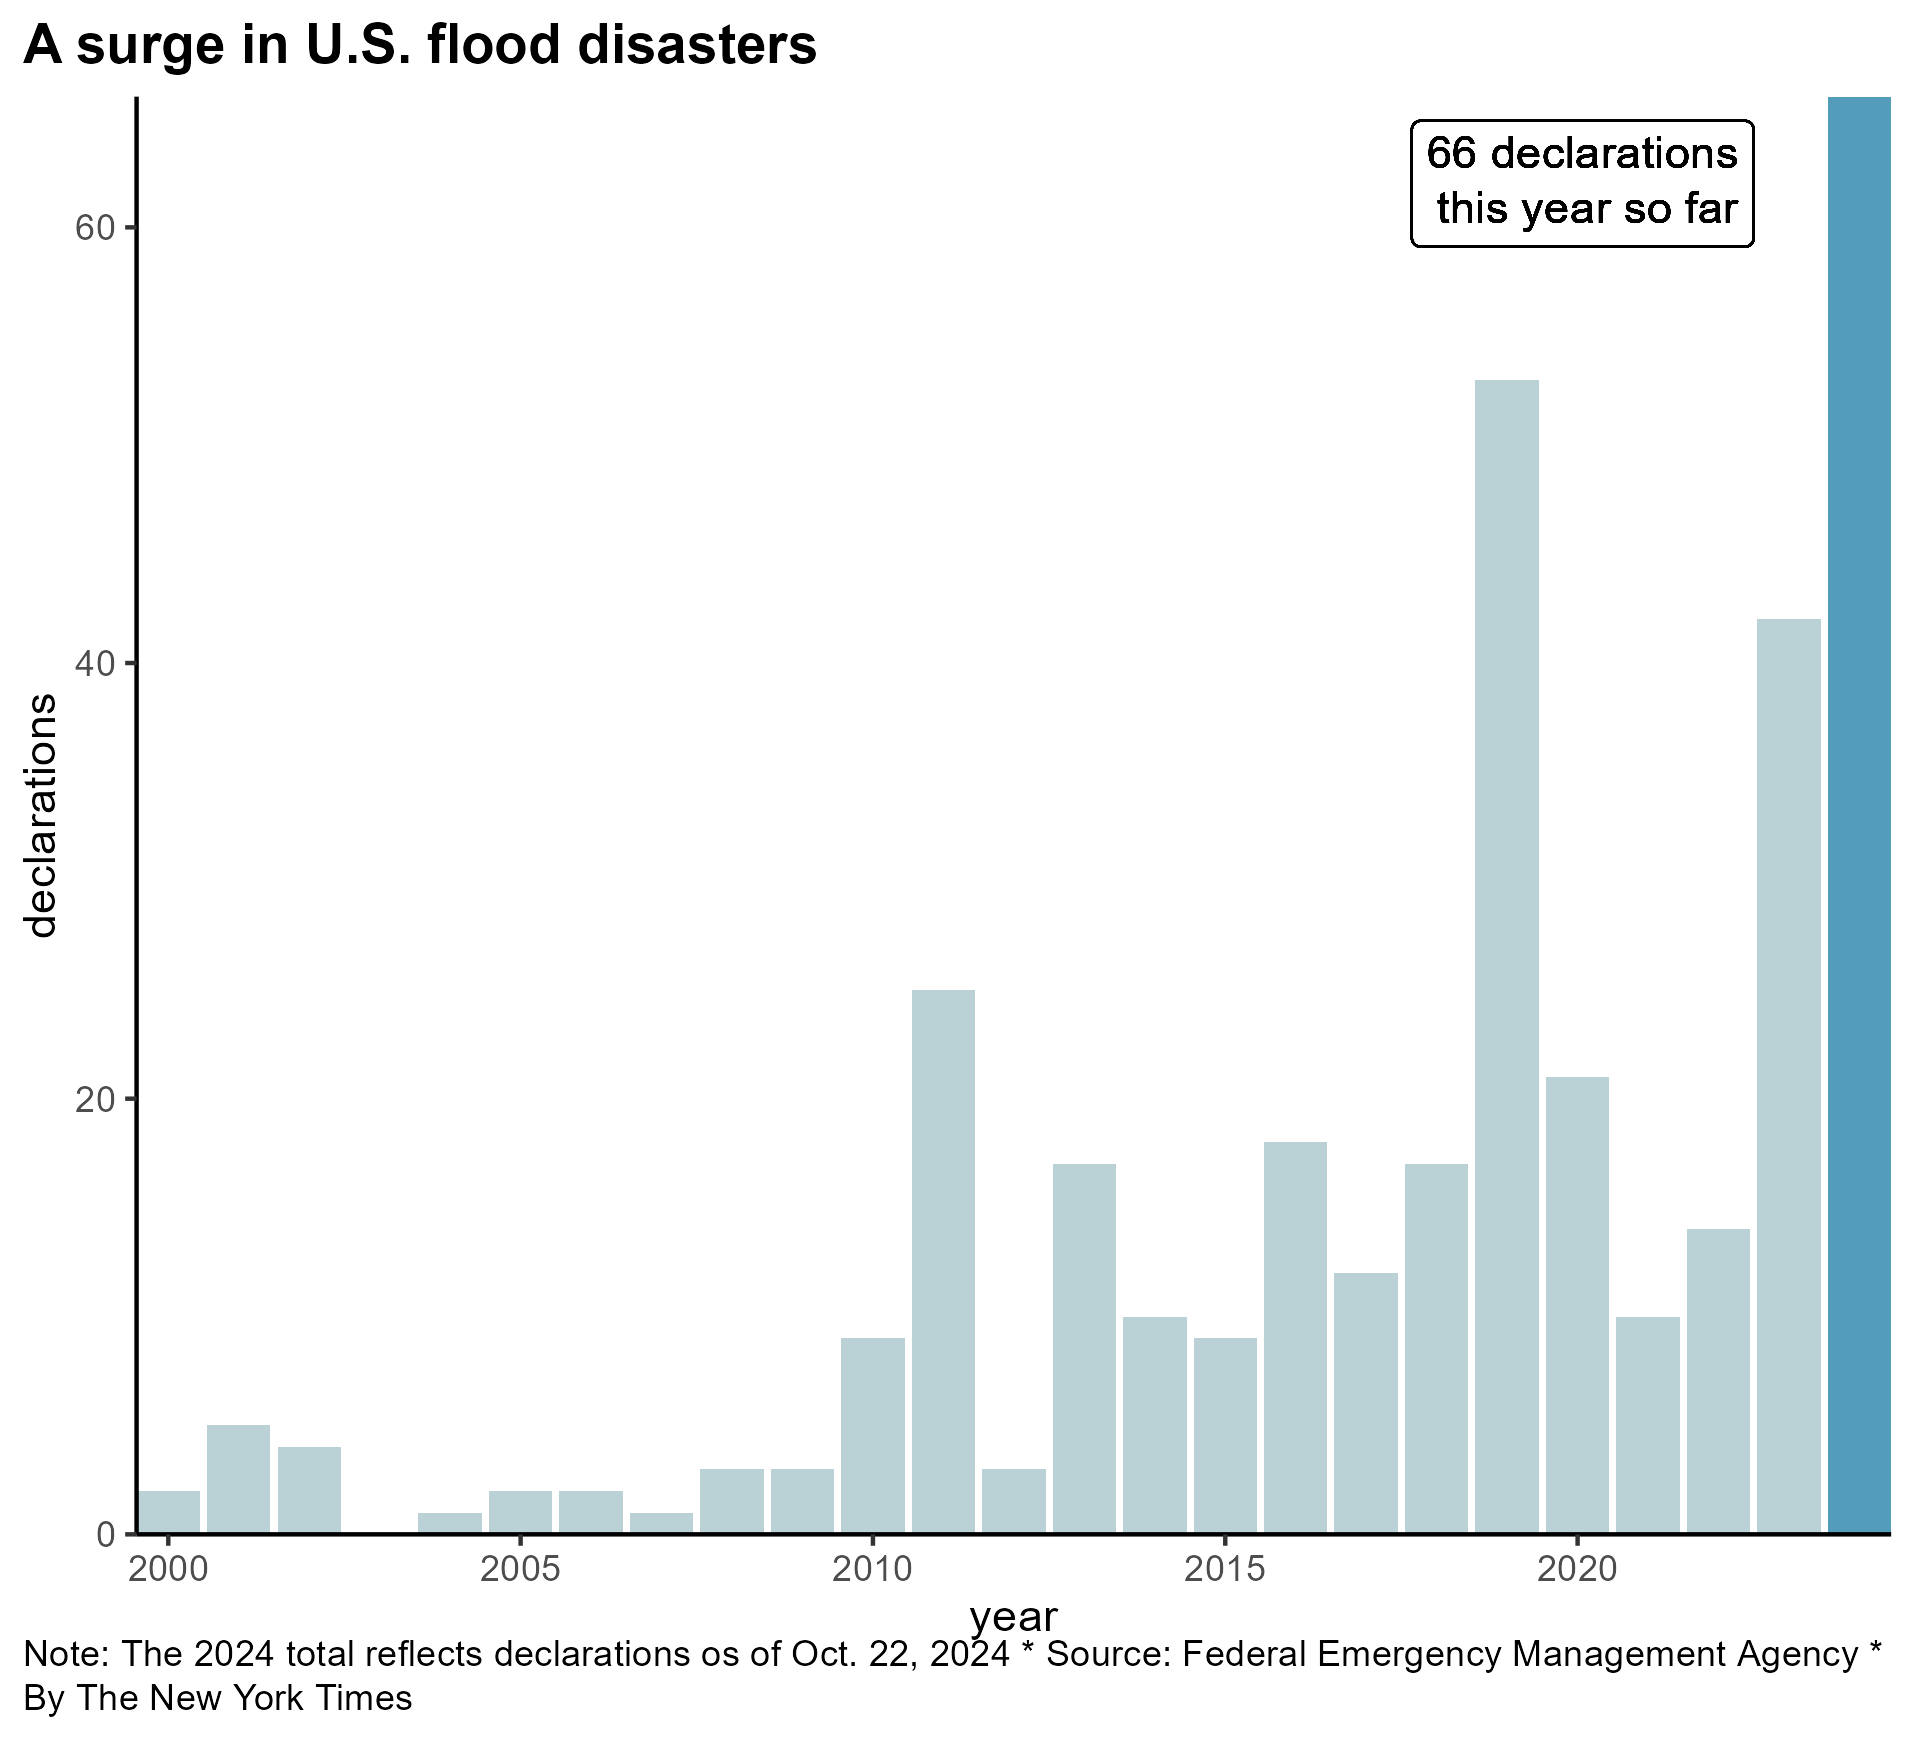 A surge in U.S. flood disasters
66 declarations
this year so far
60
40
20
0
declarations
2000 2005 2010 2015 2020
year
Note: The 2024 total reflects declarations os of Oct. 22, 2024 * Source: Federal Emergency Management Agency *
By The New York Times